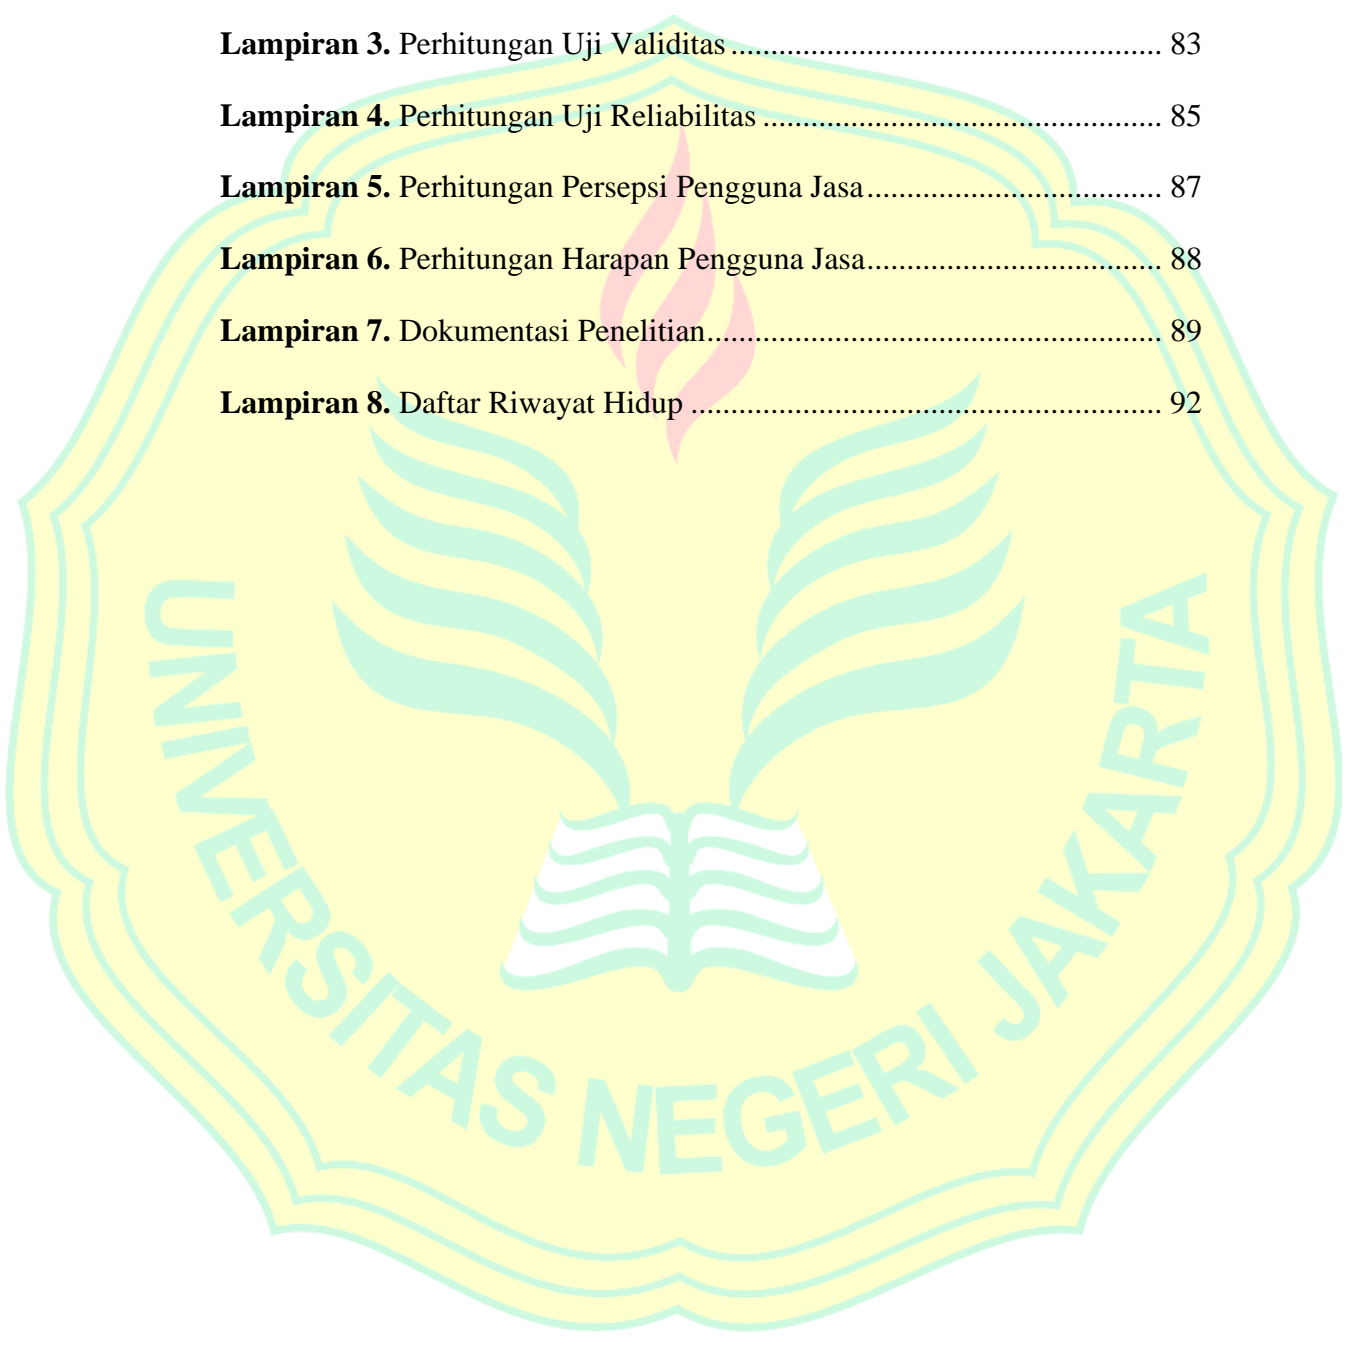 Lampiran 3. Perhitungan Uji Validitas ...................................................... 83
Lampiran 4. Perhitungan Uji Reliabilitas .................................................. 85
Lampiran 5. Perhitungan Persepsi Pengguna Jasa ..................................... 87
Lampiran 6. Perhitungan Harapan Pengguna Jasa ..................................... 88
Lampiran 7. Dokumentasi Penelitian ......................................................... 89
Lampiran 8. Daftar Riwayat Hidup ........................................................... 92
UNIVERSITAS NEGERI JAKARTA